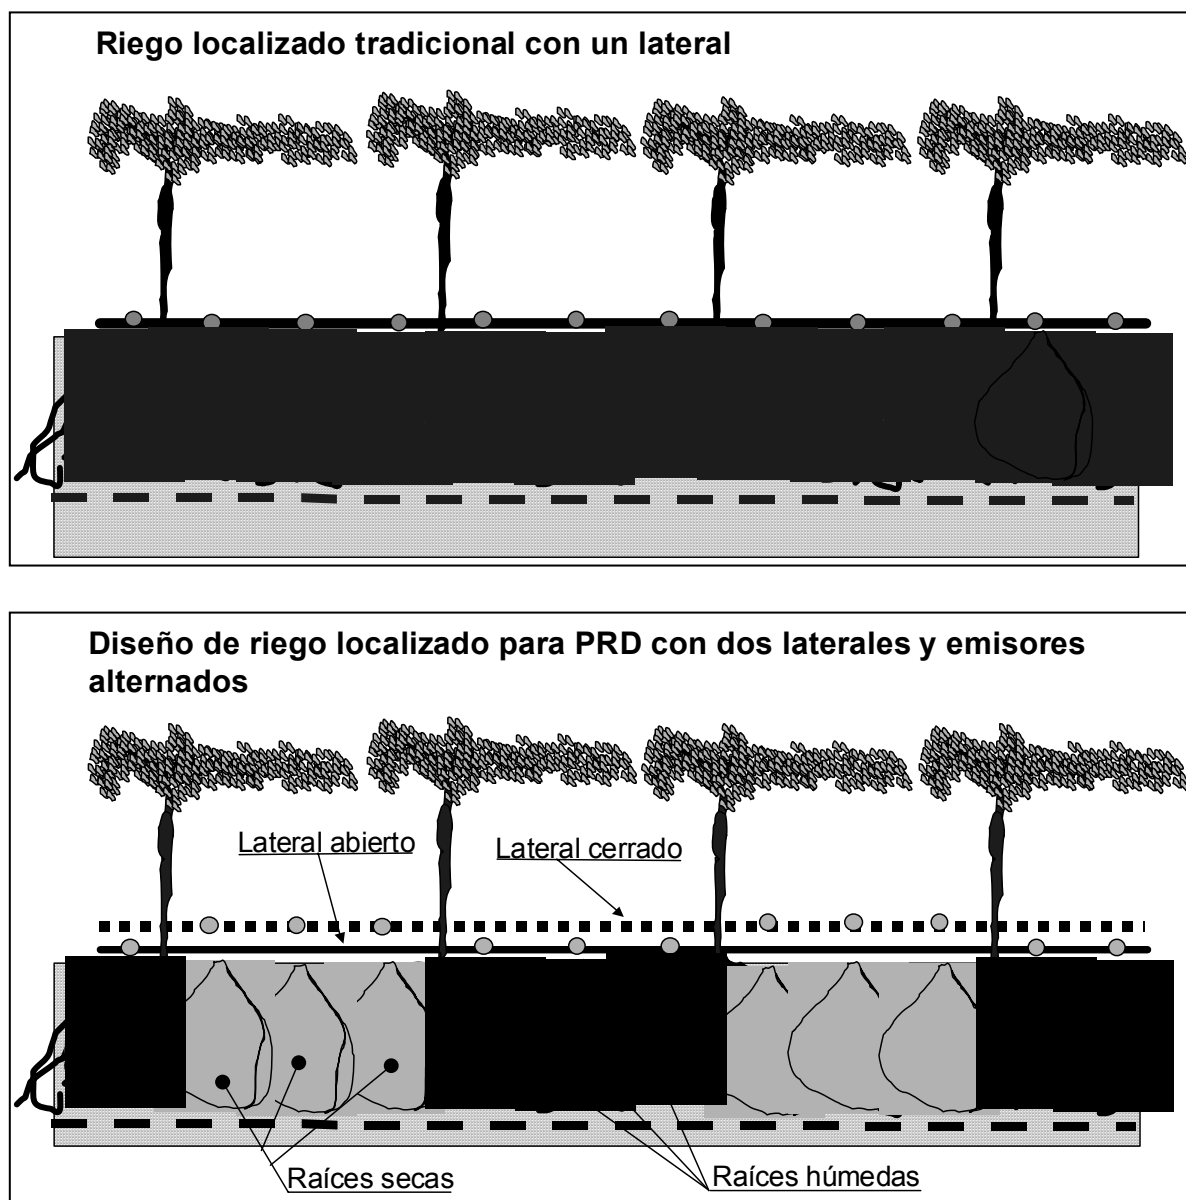 Riego localizado tradicional con un lateral
Diseño de riego localizado para PRD con dos laterales y emisores
alternados
Lateral abierto
Lateral cerrado
Raíces secas
Raíces húmedas